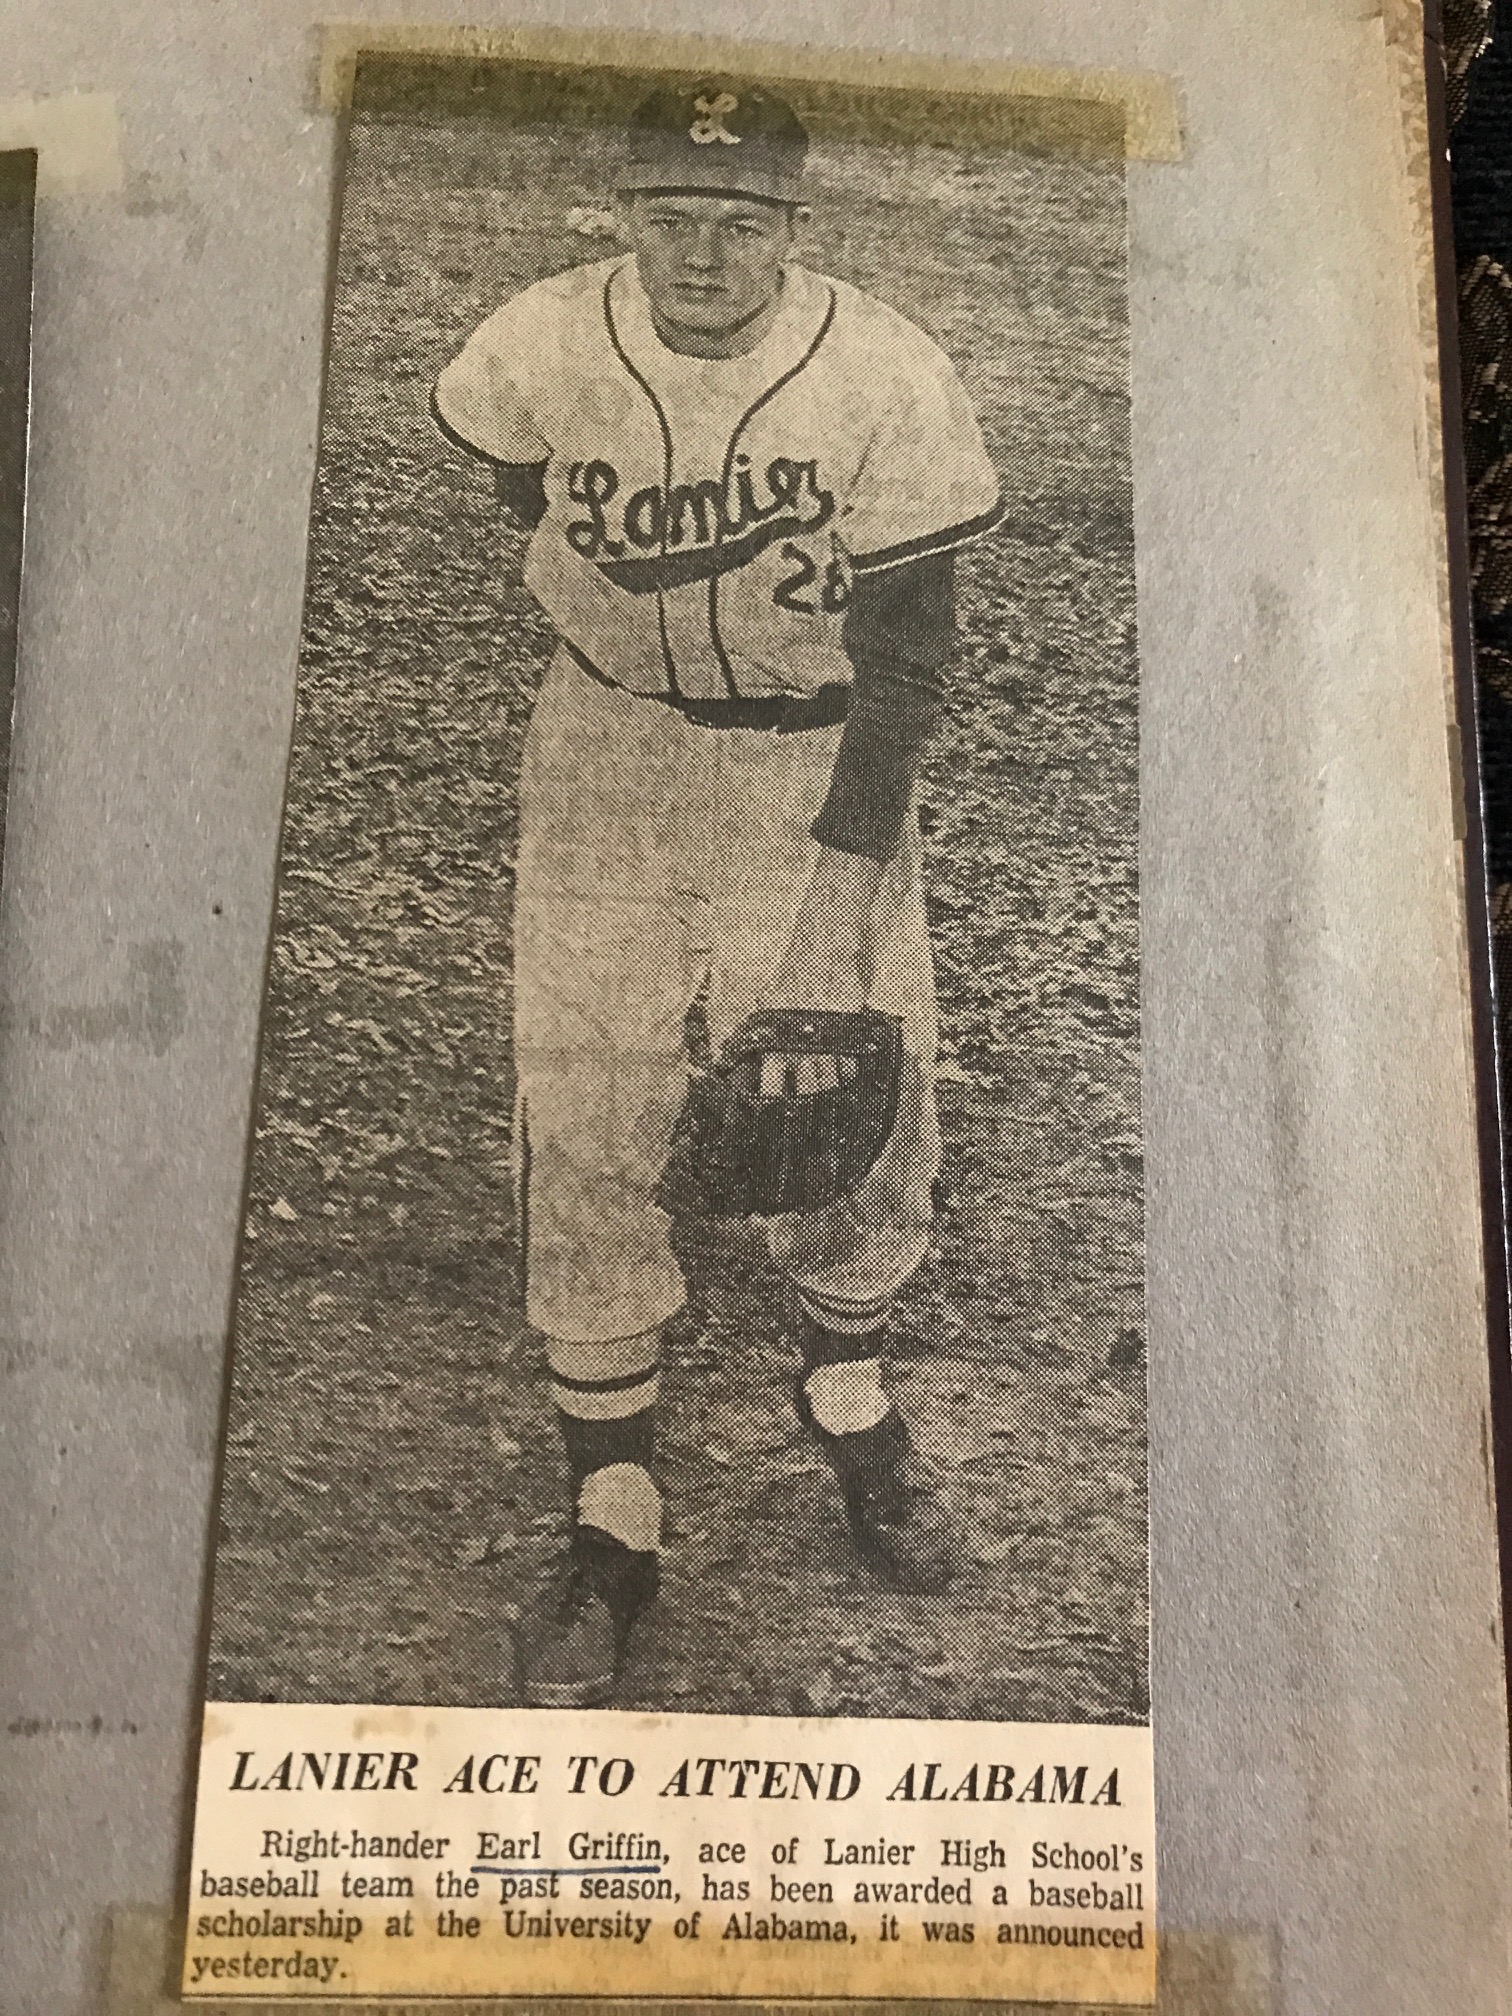 L
Lanier
LANIER ACE TO ATTEND ALABAMA
Right-hander Earl Griffin, ace of Lanier High School's
baseball team the past season, has been awarded a baseball
scholarship at the University of Alabama, it was announced
yesterday.